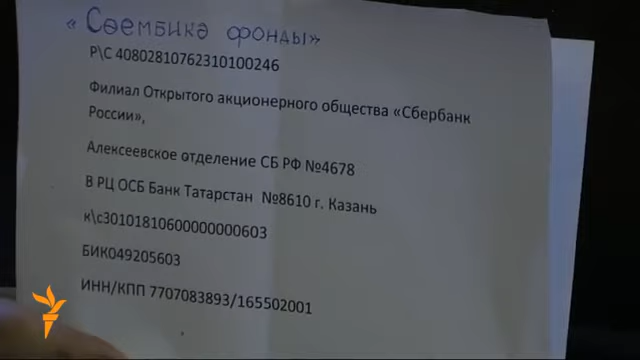 «Сөембикә фонды»
Р\С 40802810762310100246
Филиал Открытого акционерного общества «Сбербанк
России»,
Алексеевское отделение СБ РФ №4678
В РЦ ОСБ Банк Татарстан №8610 г. Казань
к\с30101810600000000603
БИК049205603
ИНН/КПП 7707083893/165502001